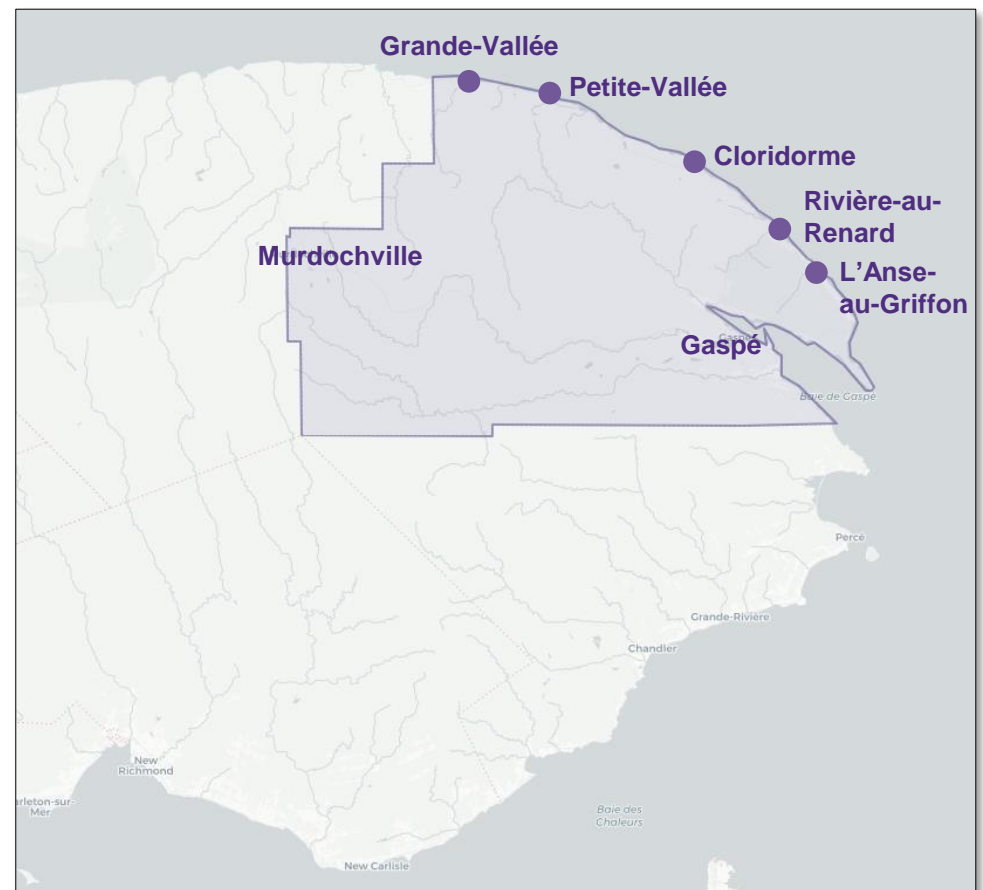 Grande-Vallée
Petite-Vallée
Cloridorme
Rivière-au-
Renard
Murdochville
L'Anse-
au-Griffon
Gaspé
Baie de Gaspé
Percé
Grande-Rivière
Chandler
New
Richmond
arleton-sur-
Mer
Baie des
Chaleurs
New Carlisle